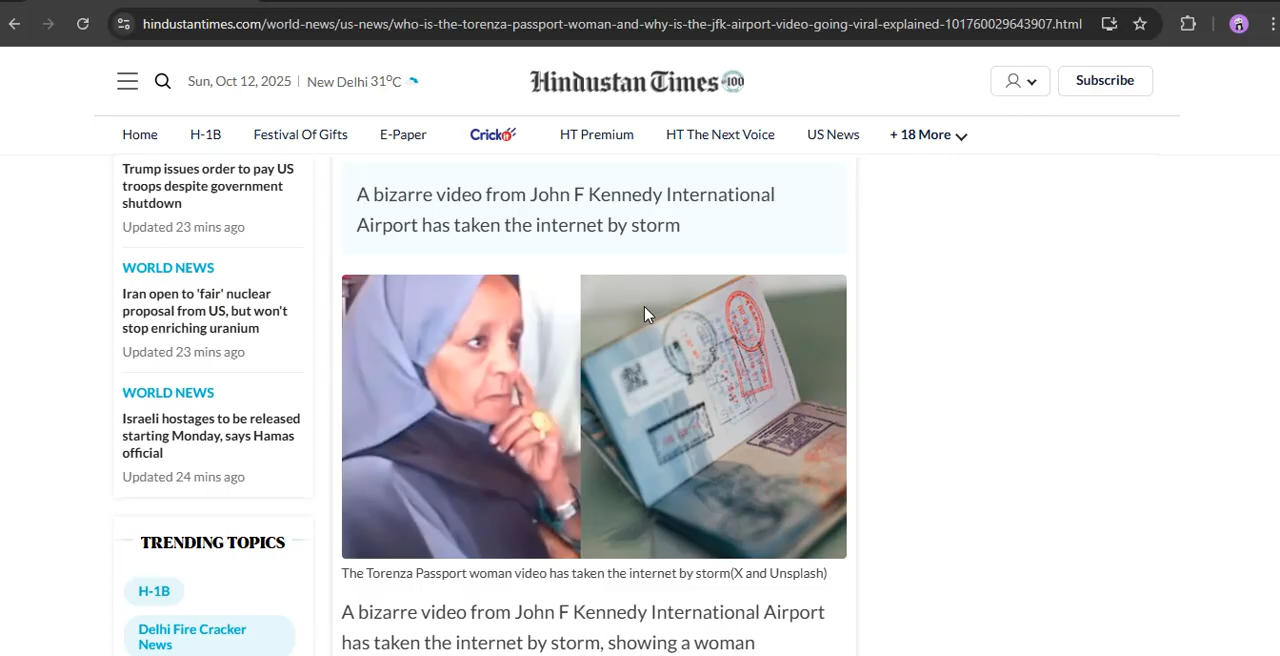 hindustantimes.com/world-news/us-news/who-is-the-torenza-passport-woman-and-why-is-the-jfk-airport-video-going-viral-explained-101760029643907.html
Sun, Oct 12, 2025 | New Delhi 31°C
Hindustan Times
100
Subscribe
Home
H-1B
Festival Of Gifts
E-Paper
Crickit
HT Premium
HT The Next Voice
US News
+ 18 More
Trump issues order to pay US
troops despite government
shutdown
Updated 23 mins ago
WORLD NEWS
Iran open to 'fair' nuclear
proposal from US, but won't
stop enriching uranium
Updated 23 mins ago
WORLD NEWS
Israeli hostages to be released
starting Monday, says Hamas
official
Updated 24 mins ago
TRENDING TOPICS
H-1B
Delhi Fire Cracker
News
A bizarre video from John F Kennedy International
Airport has taken the internet by storm
The Torenza Passport woman video has taken the internet by storm(X and Unsplash)
A bizarre video from John F Kennedy International Airport
has taken the internet by storm, showing a woman